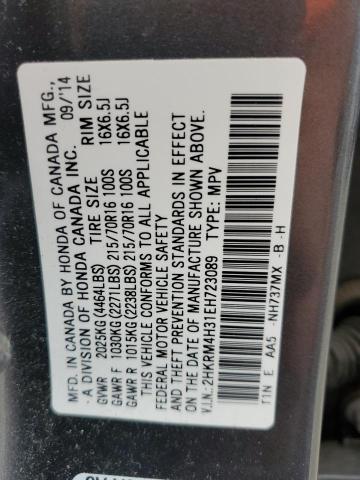 MFD. IN CANADA BY HONDA OF CANADA MFG.,
A DIVISION OF HONDA CANADA INC. 09/14
TIRE SIZE RIM SIZE
GVWR 2025KG (4464LBS)
GAWR F 1030KG (2271LBS) 215/70R16 100S 16X6.5J
GAWR R 1015KG (2238LBS) 215/70R16 100S 16X6.5J
THIS VEHICLE CONFORMS TO ALL APPLICABLE
FEDERAL MOTOR VEHICLE SAFETY
AND THEFT PREVENTION STANDARDS IN EFFECT
ON THE DATE OF MANUFACTURE SHOWN ABOVE.
V.I.N.:2HKRM4H31EH723089 TYPE: MPV
T1N E AA5 -NH737MX -B -H